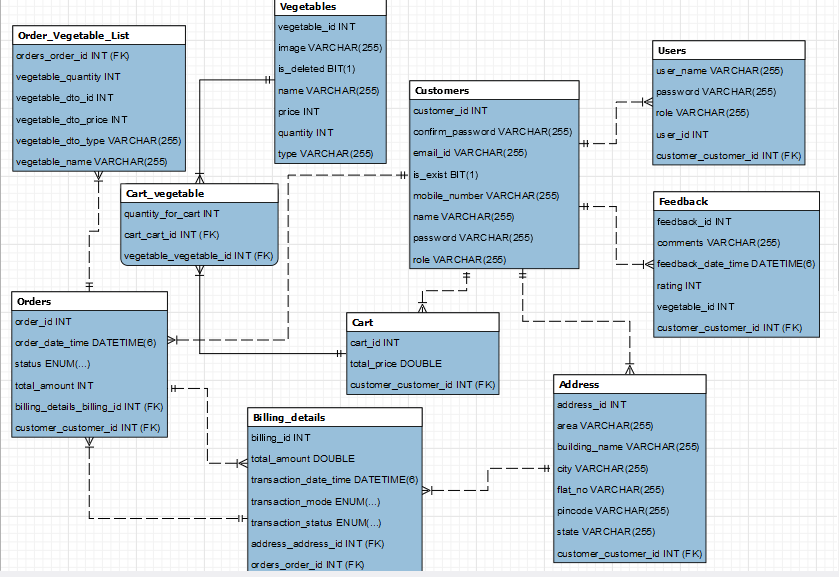 Vegetables
vegetable_id INT
image VARCHAR(255)
is_deleted BIT(1)
name VARCHAR(255)
price INT
quantity INT
type VARCHAR(255)
Order_Vegetable_List
orders_order_id INT (FK)
vegetable_quantity INT
vegetable_dto_id INT
vegetable_dto_price INT
vegetable_dto_type VARCHAR(255)
vegetable_name VARCHAR(255)
Users
user_name VARCHAR(255)
password VARCHAR(255)
role VARCHAR(255)
user_id INT
customer_customer_id INT (FK)
Customers
customer_id INT
confirm_password VARCHAR(255)
email_id VARCHAR(255)
is_exist BIT(1)
mobile_number VARCHAR(255)
name VARCHAR(255)
password VARCHAR(255)
role VARCHAR(255)
Cart_vegetable
quantity_for_cart INT
cart_cart_id INT (FK)
vegetable_vegetable_id INT (FK)
Feedback
feedback_id INT
comments VARCHAR(255)
feedback_date_time DATETIME(6)
rating INT
vegetable_id INT
customer_customer_id INT (FK)
Orders
order_id INT
order_date_time DATETIME(6)
status ENUM(...)
total_amount INT
billing_details_billing_id INT (FK)
customer_customer_id INT (FK)
Cart
cart_id INT
total_price DOUBLE
customer_customer_id INT (FK)
Address
address_id INT
area VARCHAR(255)
building_name VARCHAR(255)
city VARCHAR(255)
flat_no VARCHAR(255)
pincode VARCHAR(255)
state VARCHAR(255)
customer_customer_id INT (FK)
Billing_details
billing_id INT
total_amount DOUBLE
transaction_date_time DATETIME(6)
transaction_mode ENUM(...)
transaction_status ENUM(...)
address_address_id INT (FK)
orders_order_id INT (FK)